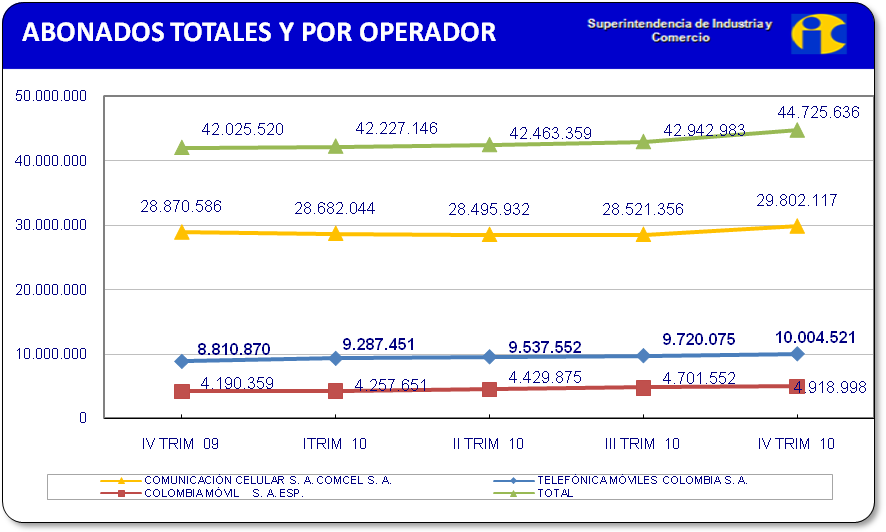 ABONADOS TOTALES Y POR OPERADOR
Superintendencia de Industria y
Comercio
50.000.000
40.000.000
30.000.000
20.000.000
10.000.000
0
42.025.520
42.227.146
42.463.359
42.942.983
44.725.636
28.870.586
28.682.044
28.495.932
28.521.356
29.802.117
8.810.870
9.287.451
9.537.552
9.720.075
10.004.521
4.190.359
4.257.651
4.429.875
4.701.552
4.918.998
IV TRIM 09
ITRIM 10
II TRIM 10
III TRIM 10
IV TRIM 10
COMUNICACIÓN CELULAR S. A. COMCEL S. A.
TELEFÓNICA MÓVILES COLOMBIA S. A.
COLOMBIA MÓVIL S. A. ESP.
TOTAL